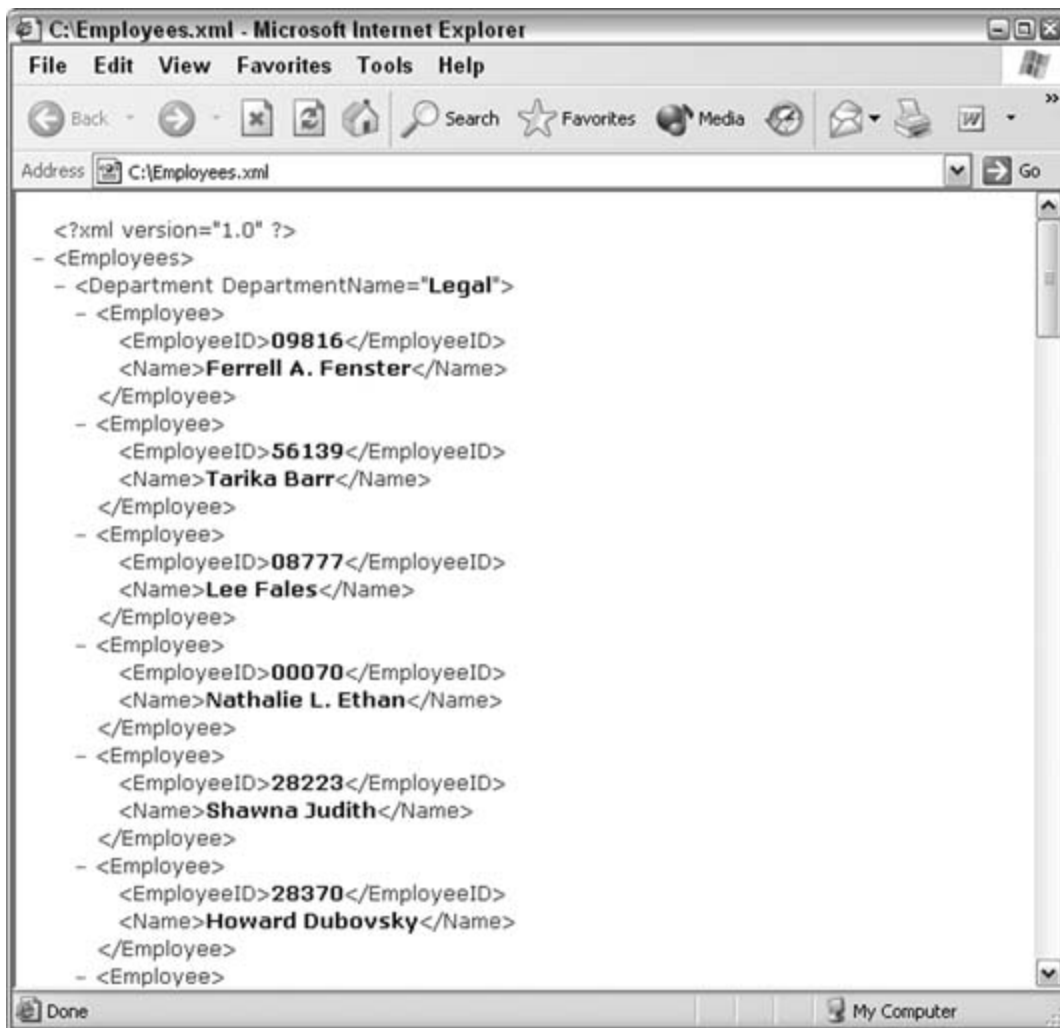 C:\Employees.xml - Microsoft Internet Explorer
File Edit View Favorites Tools Help
Back Search Favorites Media »
Address C:\Employees.xml Go
<?xml version="1.0" ?>
- <Employees>
- <Department DepartmentName="Legal">
- <Employee>
<EmployeeID>09816</EmployeeID>
<Name>Ferrell A. Fenster</Name>
</Employee>
- <Employee>
<EmployeeID>56139</EmployeeID>
<Name>Tarika Barr</Name>
</Employee>
- <Employee>
<EmployeeID>08777</EmployeeID>
<Name>Lee Fales</Name>
</Employee>
- <Employee>
<EmployeeID>00070</EmployeeID>
<Name>Nathalie L. Ethan</Name>
</Employee>
- <Employee>
<EmployeeID>28223</EmployeeID>
<Name>Shawna Judith</Name>
</Employee>
- <Employee>
<EmployeeID>28370</EmployeeID>
<Name>Howard Dubovsky</Name>
</Employee>
- <Employee>
Done My Computer